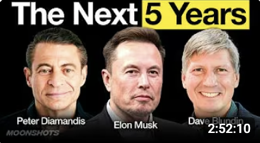 The Next 5 Years
Peter Diamandis
Elon Musk
Dave Blundin
MOONSHOTS
2:52:10